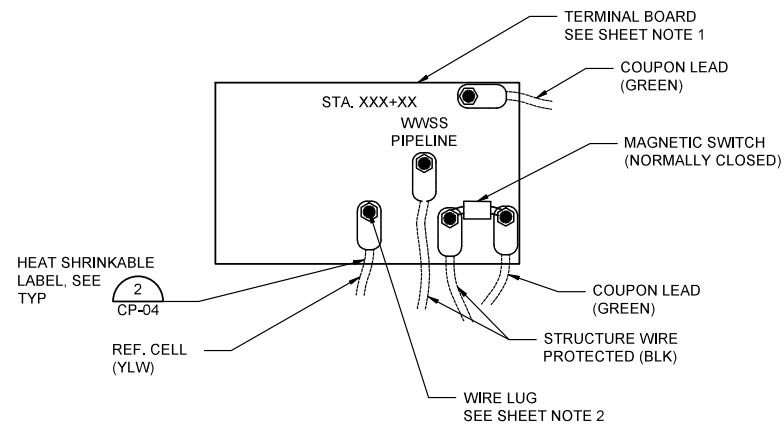 TERMINAL BOARD
SEE SHEET NOTE 1
COUPON LEAD
(GREEN)
STA. XXX+XX
WWSS
PIPELINE
MAGNETIC SWITCH
(NORMALLY CLOSED)
HEAT SHRINKABLE
LABEL, SEE
TYP
2
CP-04
COUPON LEAD
(GREEN)
REF. CELL
(YLW)
STRUCTURE WIRE
PROTECTED (BLK)
WIRE LUG
SEE SHEET NOTE 2